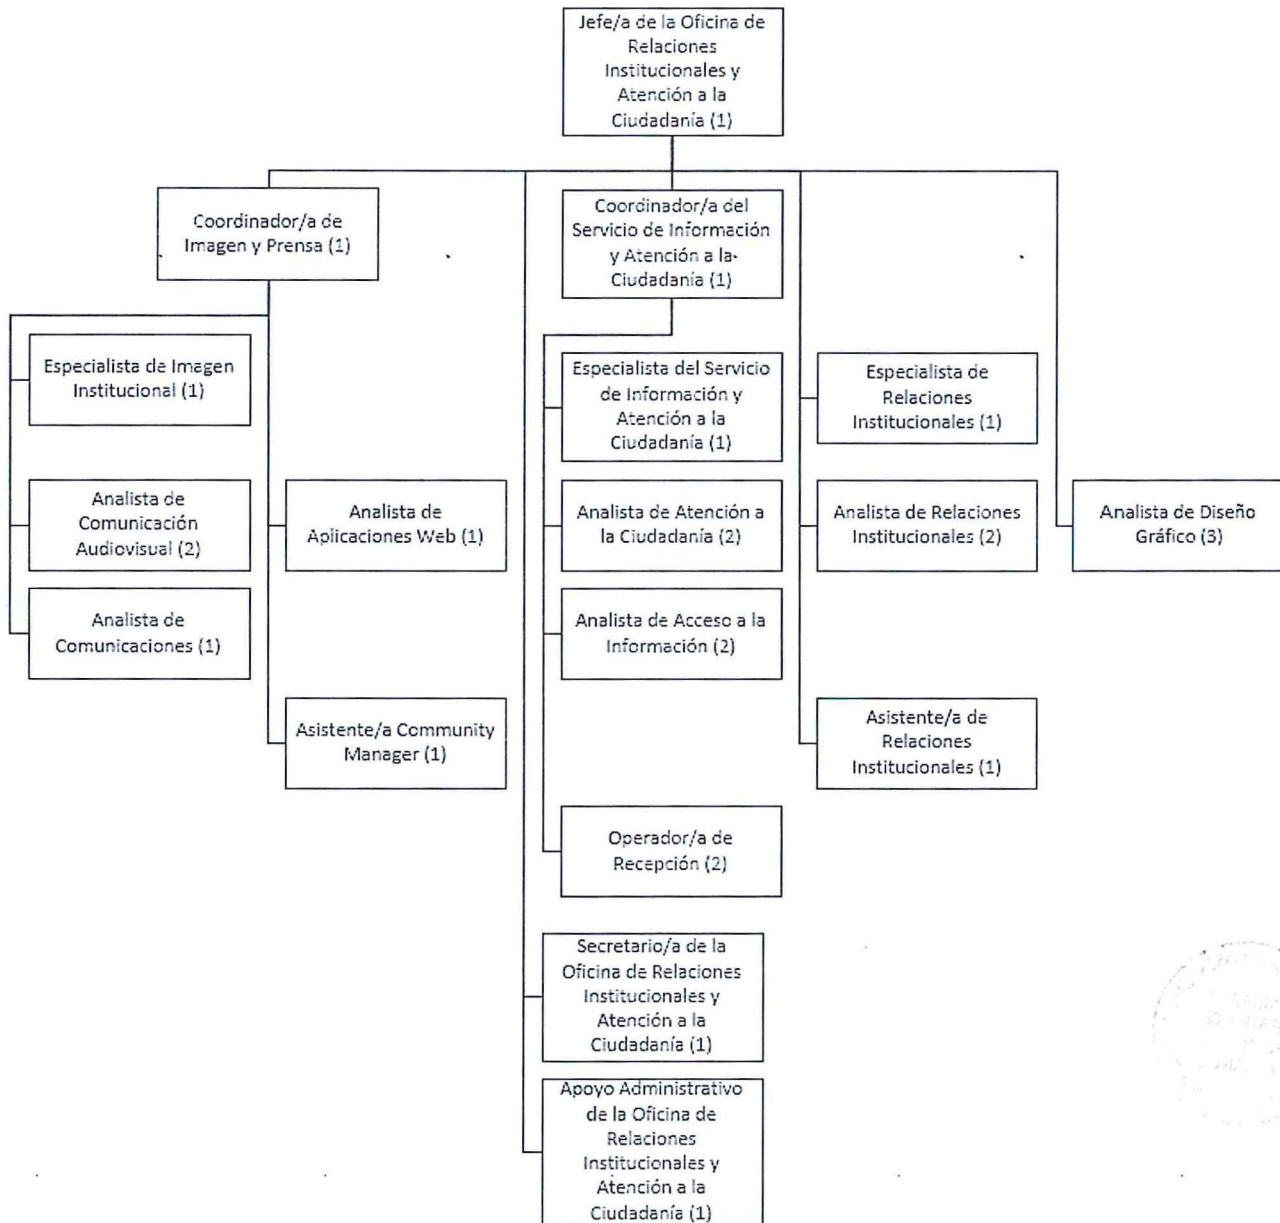 Jefe/a de la Oficina de
Relaciones
Institucionales y
Atención a la
Ciudadanía (1)
Coordinador/a de
Imagen y Prensa (1)
Coordinador/a del
Servicio de Información
y Atención a la
Ciudadanía (1)
Especialista de Imagen
Institucional (1)
Especialista del Servicio
de Información y
Atención a la
Ciudadanía (1)
Especialista de
Relaciones
Institucionales (1)
Analista de
Comunicación
Audiovisual (2)
Analista de
Aplicaciones Web (1)
Analista de Atención a
la Ciudadanía (2)
Analista de Relaciones
Institucionales (2)
Analista de Diseño
Gráfico (3)
Analista de
Comunicaciones (1)
Analista de Acceso a la
Información (2)
Asistente/a Community
Manager (1)
Asistente/a de
Relaciones
Institucionales (1)
Operador/a de
Recepción (2)
Secretario/a de la
Oficina de Relaciones
Institucionales y
Atención a la
Ciudadanía (1)
Apoyo Administrativo
de la Oficina de
Relaciones
Institucionales y
Atención a la
Ciudadanía (1)